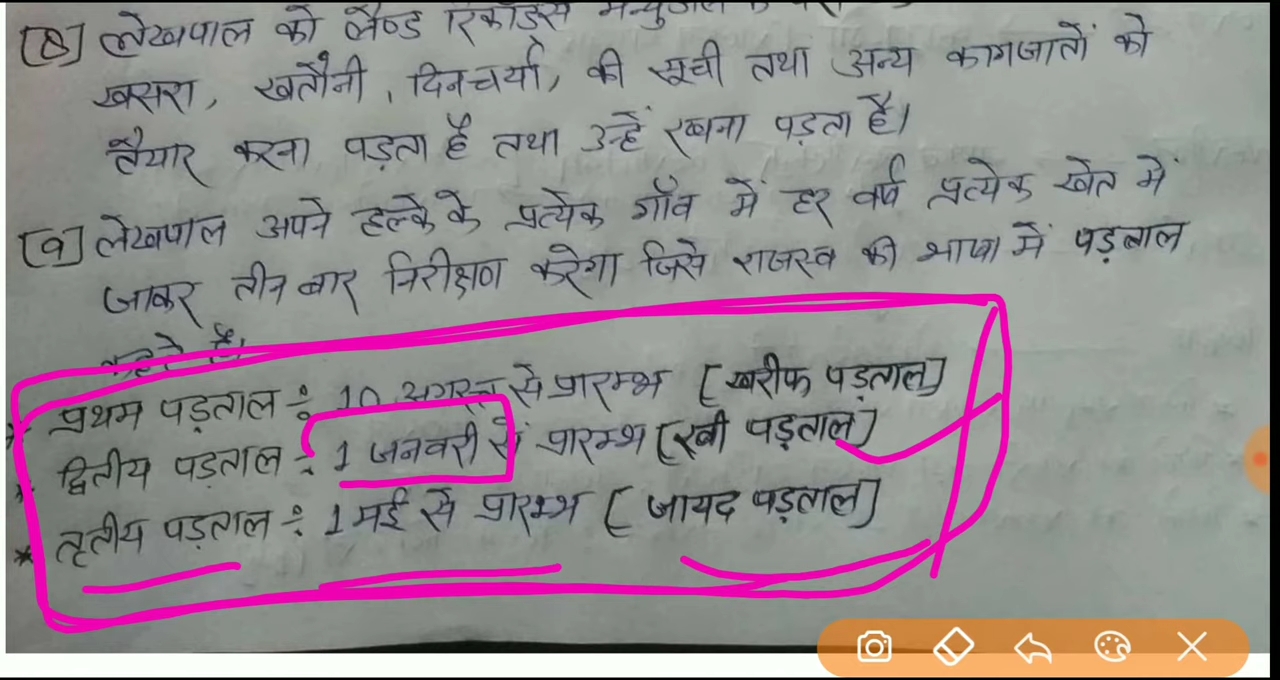 [8] लेखपाल को लैण्ड रिकॉर्ड्स
खसरा, खतौनी, दिनचर्या, की सूची तथा अन्य कागजातों को
तैयार करना पड़ता है तथा उन्हें रखना पड़ता है।
[9] लेखपाल अपने हल्के के प्रत्येक गाँव में हर वर्ष प्रत्येक खेत में
जाकर तीन बार निरीक्षण करेगा जिसे राजस्व की भाषा में पड़ताल
कहते है।
* प्रथम पड़ताल ÷ 10 अगस्त से प्रारम्भ [खरीफ पड़ताल]
* द्वितीय पड़ताल ÷ 1 जनवरी से प्रारम्भ [रबी पड़ताल]
* तृतीय पड़ताल ÷ 1 मई से प्रारम्भ [जायद पड़ताल]